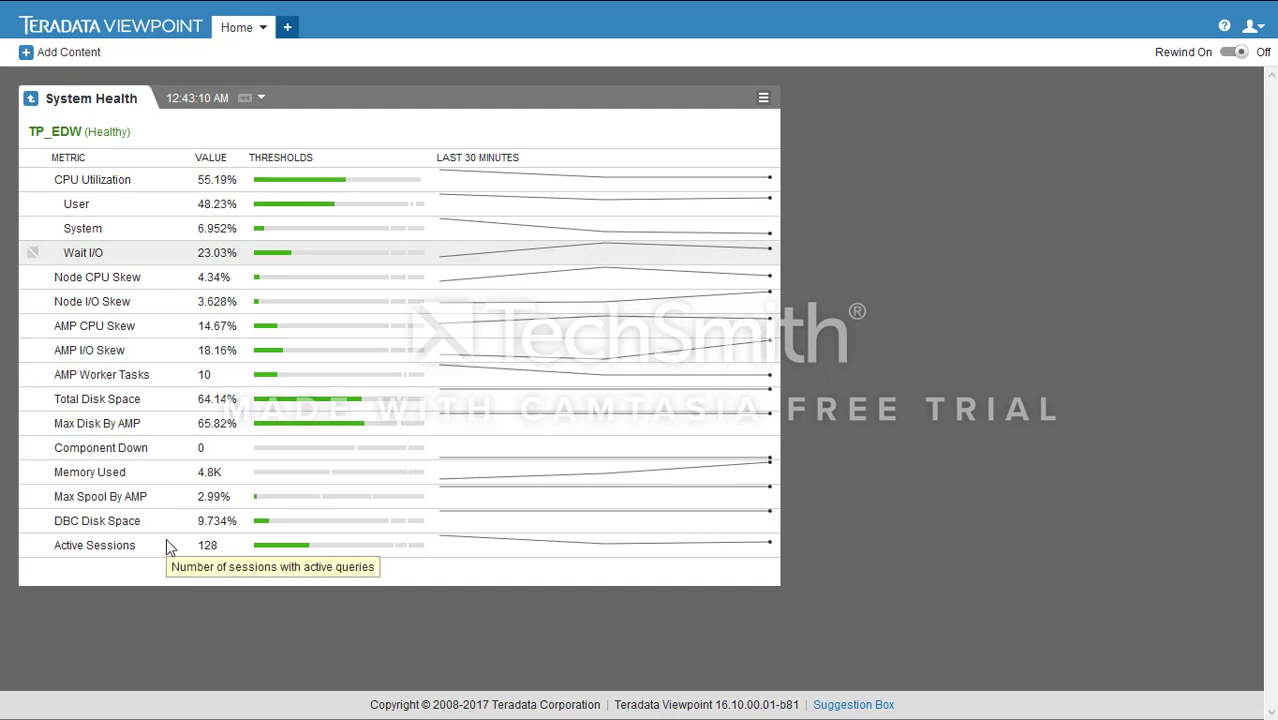 TERADATA VIEWPOINT Home +
Add Content Rewind On Off
System Health 12:43:10 AM
TP_EDW (Healthy)
METRIC VALUE THRESHOLDS LAST 30 MINUTES
CPU Utilization 55.19%
User 48.23%
System 6.952%
Wait I/O 23.03%
Node CPU Skew 4.34%
Node I/O Skew 3.628%
AMP CPU Skew 14.67%
AMP I/O Skew 18.16%
TechSmith®
AMP Worker Tasks 10
Total Disk Space 64.14%
MADE WITH CAMTASIA FREE TRIAL
Max Disk By AMP 65.82%
Component Down 0
Memory Used 4.8K
Max Spool By AMP 2.99%
DBC Disk Space 9.734%
Active Sessions 128
Number of sessions with active queries
Copyright © 2008-2017 Teradata Corporation | Teradata Viewpoint 16.10.00.01-b81 | Suggestion Box